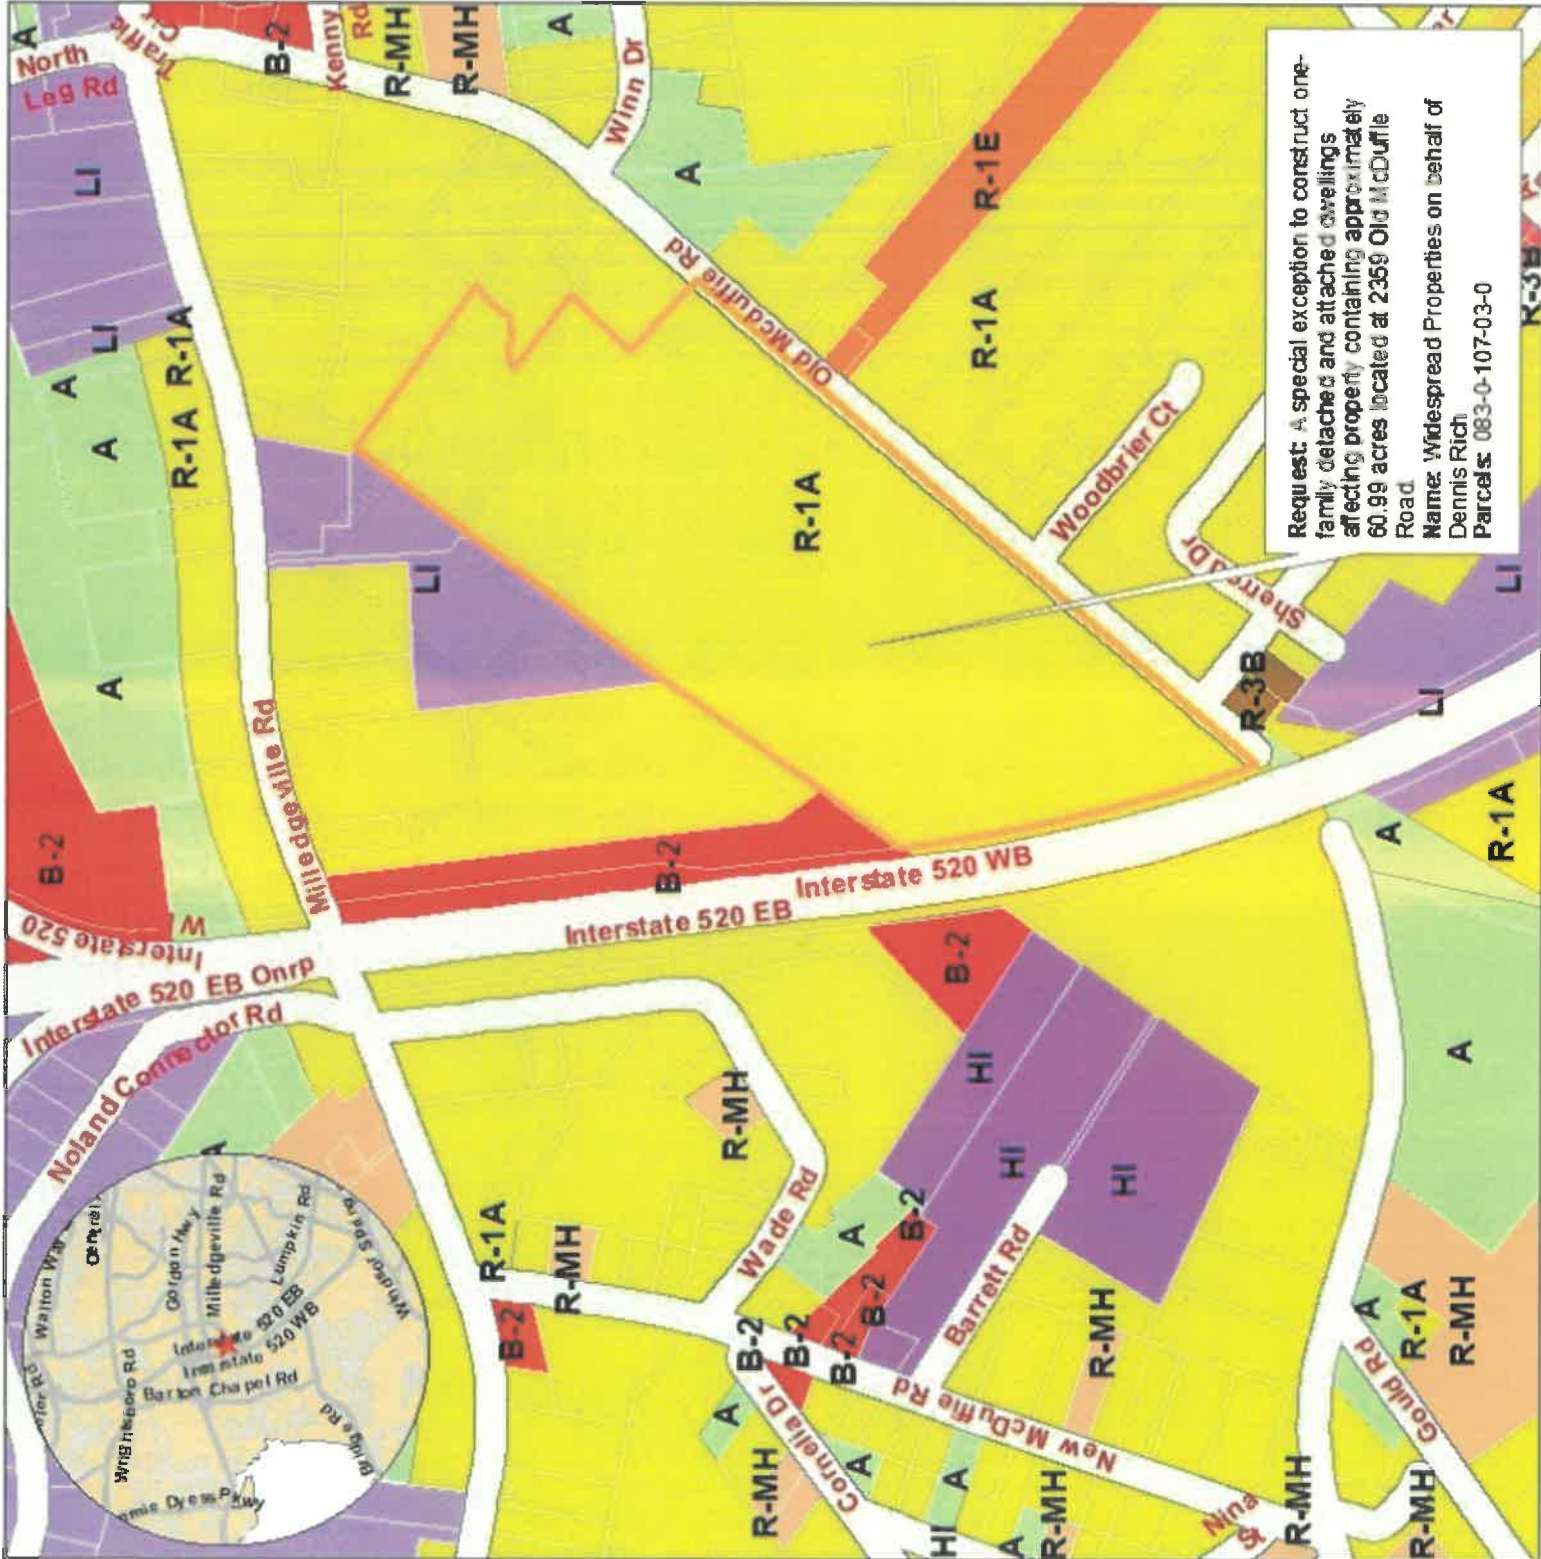 Request: A special exception to construct one-
family detached and attached dwellings
affecting property containing approximately
60.99 acres located at 2359 Old McDuffie
Road.
Name: Widespread Properties on behalf of
Dennis Rich
Parcels: 083-0-107-03-0
Walton Wa
Central
Gordon Hwy
Milledgeville Rd
Lumpkin Rd
Interstate 520 EB
Interstate 520 WB
Wrightsboro Rd
Barton Chapel Rd
Bridge Rd
Noland Connector Rd
Interstate 520 EB Onrp
Interstate 520 W
B-2
A
A
A
A
LI
LI
North
Leg Rd
Traffic
Cir
A
B-2
Kenny
Rd
R-MH
R-MH
A
Winn Dr
R-1A
R-1A
Milledgeville Rd
LI
A
R-1E
Old Mcduffie Rd
R-1A
R-1A
Woodbrier Ct
Sherrod Dr
R-3B
R-3B
LI
LI
B-2
Interstate 520 EB
Interstate 520 WB
A
R-1A
A
A
R-MH
R-1A
R-MH
B-2
Wade Rd
B-2
HI
HI
HI
A
B-2
B-2
B-2
B-2
B-2
Barrett Rd
Cornelia Dr
A
A
R-MH
HI
A
A
R-MH
R-MH
New McDuffie Rd
Nina
St
R-MH
R-MH
Gould Rd
A
R-1A
R-MH